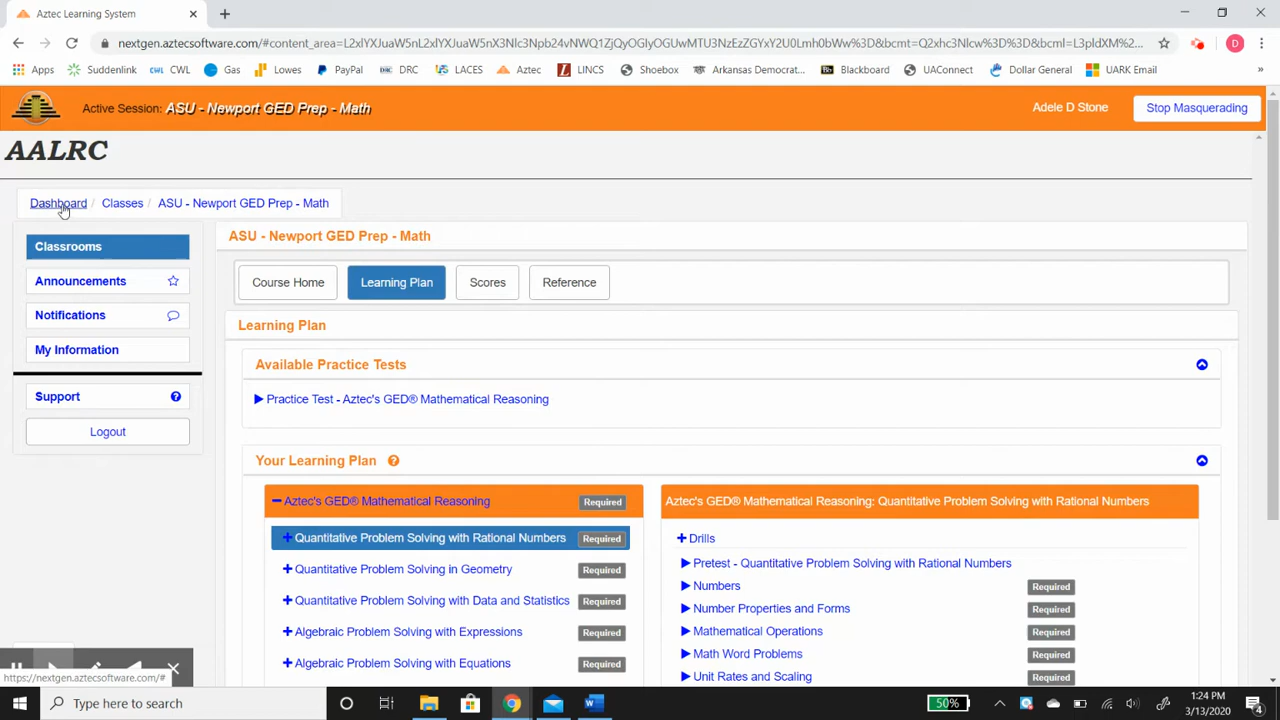 Aztec Learning System
nextgen.aztecsoftware.com/#content_area=L2xlYXJuaW5nL2xlYXJuaW5nX3Nlc3Npb24vNWQ1ZjQyOGIyOGUwMTU3NzEzZGYxY2U0Lmh0bWw%3D&bcmt=Q2xhc3Nlcw%3D%3D&bcml=L3pldXM...
Apps Suddenlink CWL CWL Gas Lowes PayPal DRC LACES Aztec LINCS Shoebox Arkansas Democrat... Blackboard UAConnect Dollar General UARK Email »
Active Session: ASU - Newport GED Prep - Math Adele D Stone Stop Masquerading
AALRC
Dashboard / Classes / ASU - Newport GED Prep - Math
Classrooms
Announcements
Notifications
My Information
Support
Logout
ASU - Newport GED Prep - Math
Course Home Learning Plan Scores Reference
Learning Plan
Available Practice Tests
Practice Test - Aztec's GED® Mathematical Reasoning
Your Learning Plan
Aztec's GED® Mathematical Reasoning Required
Quantitative Problem Solving with Rational Numbers Required
Quantitative Problem Solving in Geometry Required
Quantitative Problem Solving with Data and Statistics Required
Algebraic Problem Solving with Expressions Required
Algebraic Problem Solving with Equations Required
Aztec's GED® Mathematical Reasoning: Quantitative Problem Solving with Rational Numbers
Drills
Pretest - Quantitative Problem Solving with Rational Numbers
Numbers Required
Number Properties and Forms Required
Mathematical Operations Required
Math Word Problems Required
Unit Rates and Scaling Required
https://nextgen.aztecsoftware.com/#
Type here to search
50%
1:24 PM
3/13/2020
4